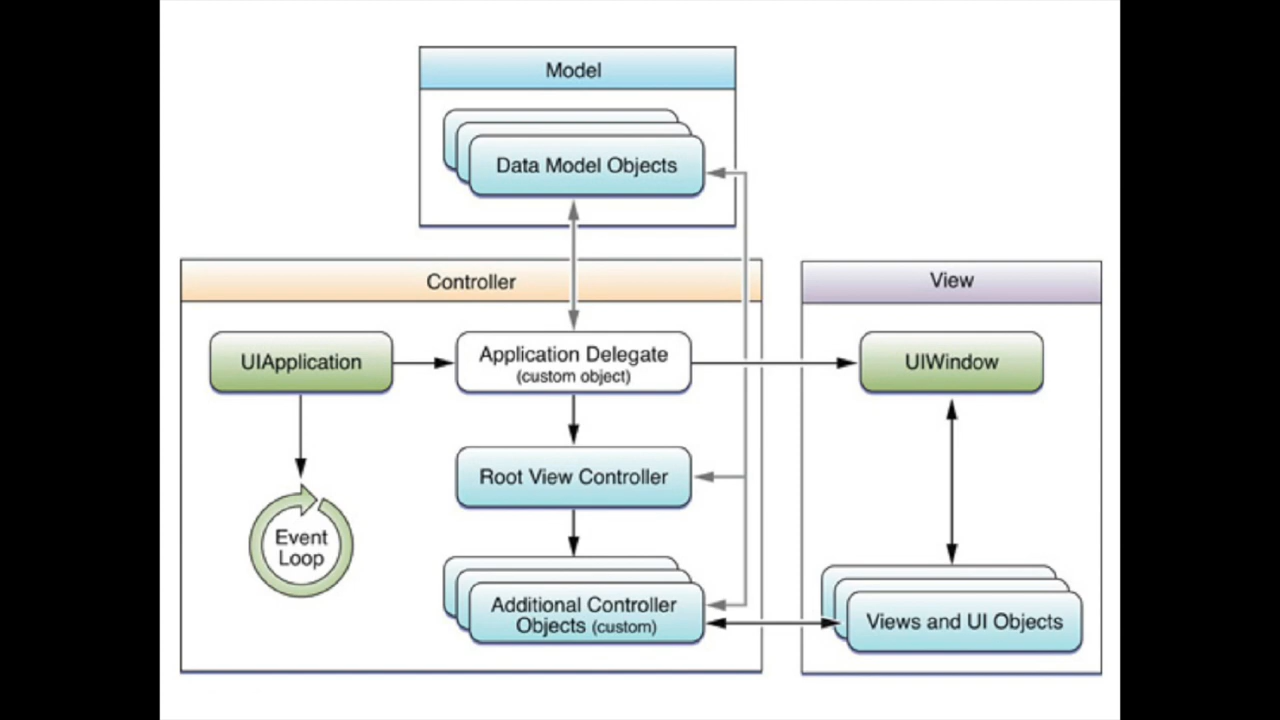 Model
Data Model Objects
Controller
View
UIApplication
Application Delegate
(custom object)
UIWindow
Root View Controller
Event
Loop
Additional Controller
Objects (custom)
Views and UI Objects